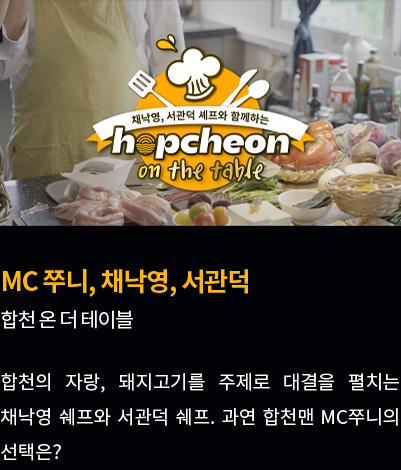 채낙영, 서관덕 셰프와 함께하는
hopcheon
on the table
MC 쭈니, 채낙영, 서관덕
합천 온 더 테이블
합천의 자랑, 돼지고기를 주제로 대결을 펼치는
채낙영 쉐프와 서관덕 쉐프. 과연 합천맨 MC쭈니의
선택은?